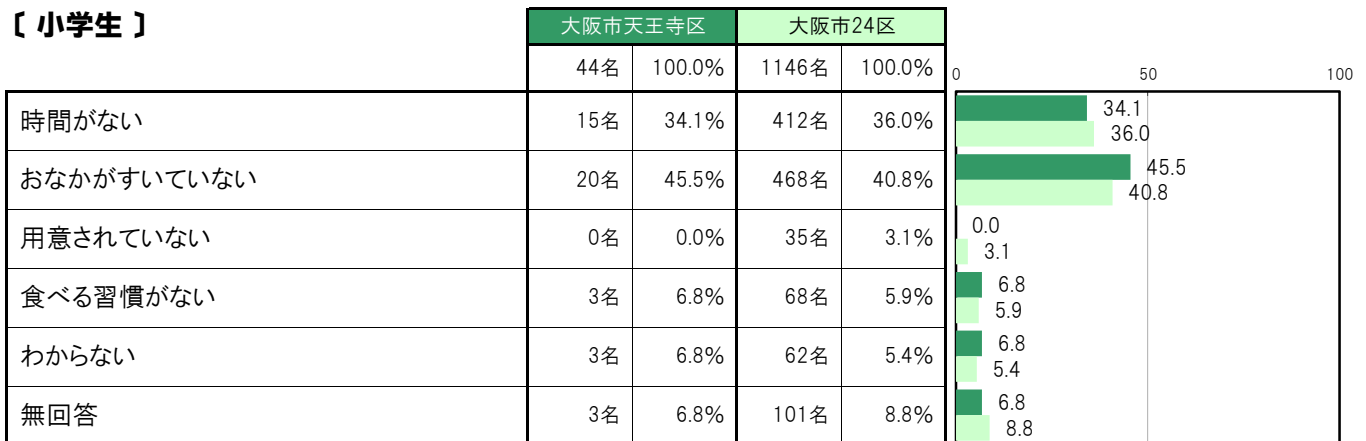 〔 小学生 〕
大阪市天王寺区 大阪市24区
44名 100.0% 1146名 100.0%
0 50 100
時間がない 15名 34.1% 412名 36.0%
34.1
36.0
おなかがすいていない 20名 45.5% 468名 40.8%
45.5
40.8
用意されていない 0名 0.0% 35名 3.1%
0.0
3.1
食べる習慣がない 3名 6.8% 68名 5.9%
6.8
5.9
わからない 3名 6.8% 62名 5.4%
6.8
5.4
無回答 3名 6.8% 101名 8.8%
6.8
8.8